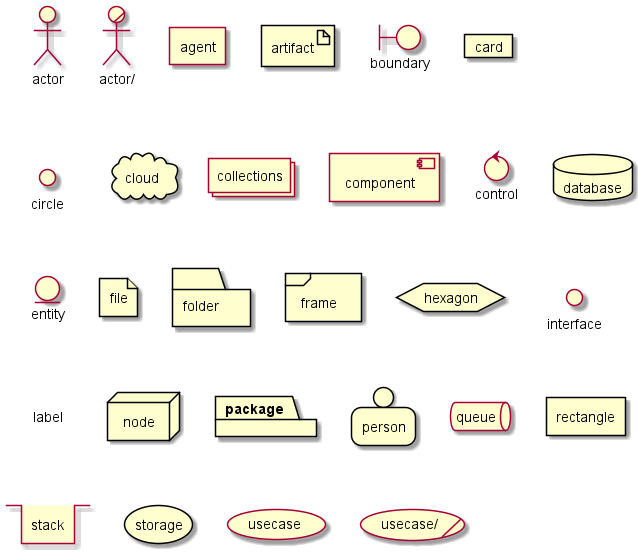 actor
actor/
agent
artifact
boundary
card
circle
cloud
collections
component
control
database
entity
file
folder
frame
hexagon
interface
label
node
package
person
queue
rectangle
stack
storage
usecase
usecase/